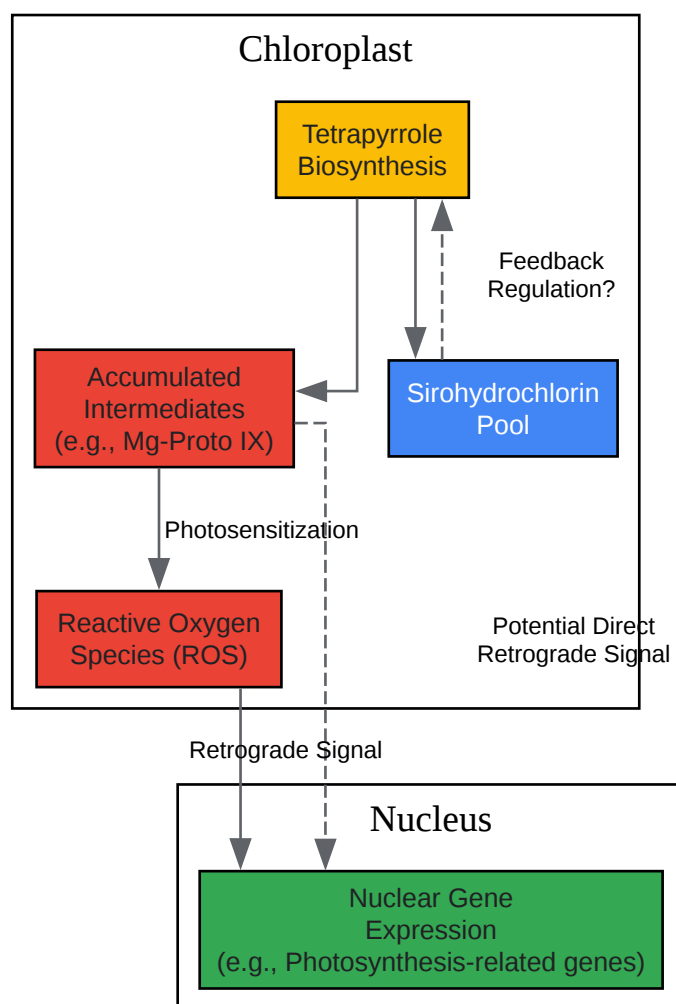 Chloroplast
Tetrapyrrole
Biosynthesis
Feedback
Regulation?
Accumulated
Intermediates
(e.g., Mg-Proto IX)
Sirohydrochlorin
Pool
Photosensitization
Reactive Oxygen
Species (ROS)
Potential Direct
Retrograde Signal
Retrograde Signal
Nucleus
Nuclear Gene
Expression
(e.g., Photosynthesis-related genes)